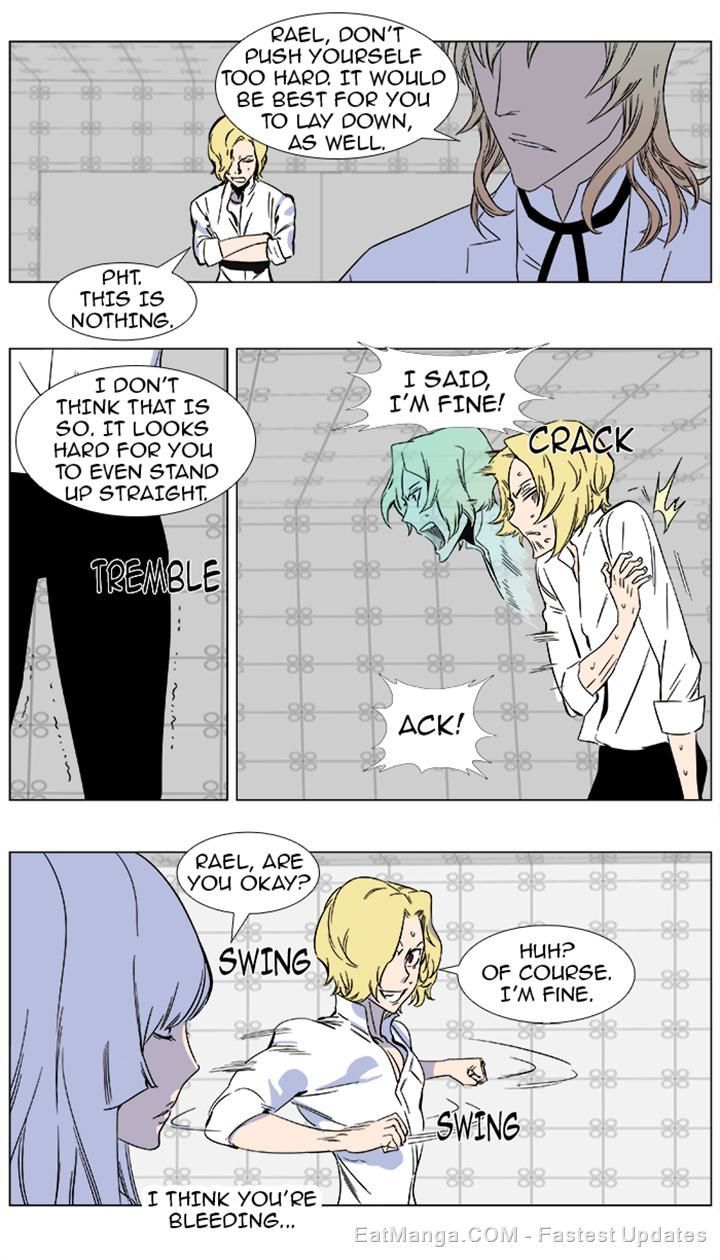 RAEL, DON'T
PUSH YOURSELF
TOO HARD. IT WOULD
BE BEST FOR YOU
TO LAY DOWN,
AS WELL.
PHT.
THIS IS
NOTHING.
I DON'T
THINK THAT IS
SO. IT LOOKS
HARD FOR YOU
TO EVEN STAND
UP STRAIGHT.
TREMBLE
I SAID,
I'M FINE!
CRACK
ACK!
RAEL, ARE
YOU OKAY?
SWING
HUH?
OF COURSE.
I'M FINE.
SWING
I THINK YOU'RE
BLEEDING...
EatManga.COM - Fastest Updates